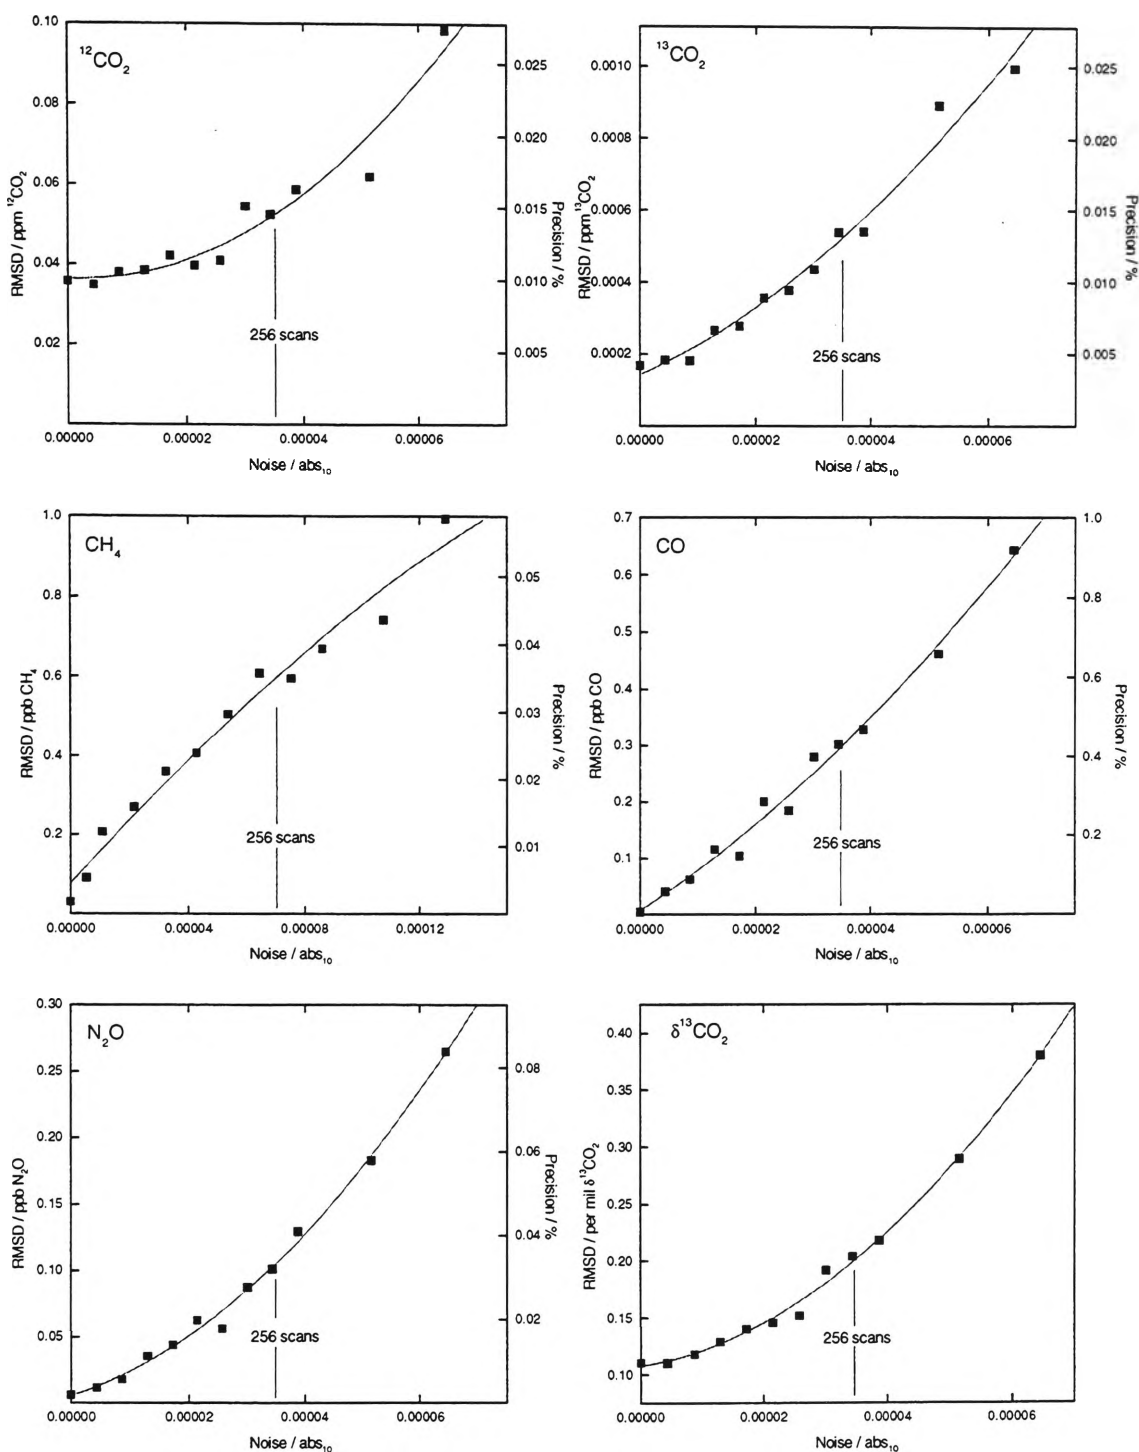 ¹²CO₂
0.10
0.08
0.06
0.04
0.02
RMSD / ppm ¹²CO₂
0.025
0.020
0.015
0.010
0.005
Precision / %
256 scans
0.00000 0.00002 0.00004 0.00006
Noise / abs₁₀
¹³CO₂
0.0010
0.0008
0.0006
0.0004
0.0002
RMSD / ppm¹³CO₂
0.025
0.020
0.015
0.010
0.005
Precision / %
256 scans
0.00000 0.00002 0.00004 0.00006
Noise / abs₁₀
CH₄
1.0
0.8
0.6
0.4
0.2
RMSD / ppb CH₄
0.05
0.04
0.03
0.02
0.01
Precision / %
256 scans
0.00000 0.00004 0.00008 0.00012
Noise / abs₁₀
CO
0.7
0.6
0.5
0.4
0.3
0.2
0.1
RMSD / ppb CO
1.0
0.8
0.6
0.4
0.2
Precision / %
256 scans
0.00000 0.00002 0.00004 0.00006
Noise / abs₁₀
N₂O
0.30
0.25
0.20
0.15
0.10
0.05
RMSD / ppb N₂O
0.08
0.06
0.04
0.02
Precision / %
256 scans
0.00000 0.00002 0.00004 0.00006
Noise / abs₁₀
δ¹³CO₂
0.40
0.35
0.30
0.25
0.20
0.15
0.10
RMSD / per mil δ¹³CO₂
256 scans
0.00000 0.00002 0.00004 0.00006
Noise / abs₁₀